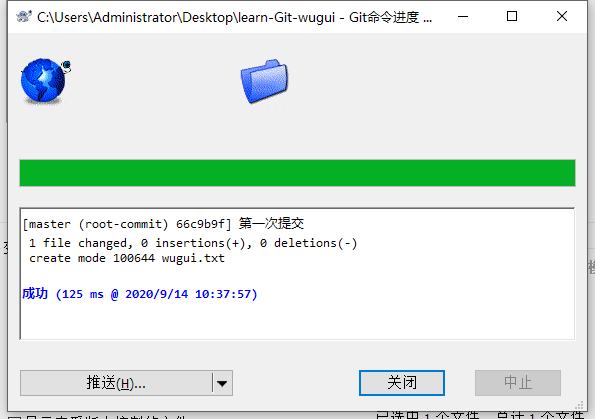 C:\Users\Administrator\Desktop\learn-Git-wugui - Git命令进度 ...
[master (root-commit) 66c9b9f] 第一次提交
1 file changed, 0 insertions(+), 0 deletions(-)
create mode 100644 wugui.txt
成功 (125 ms @ 2020/9/14 10:37:57)
推送(H)...
关闭
中止